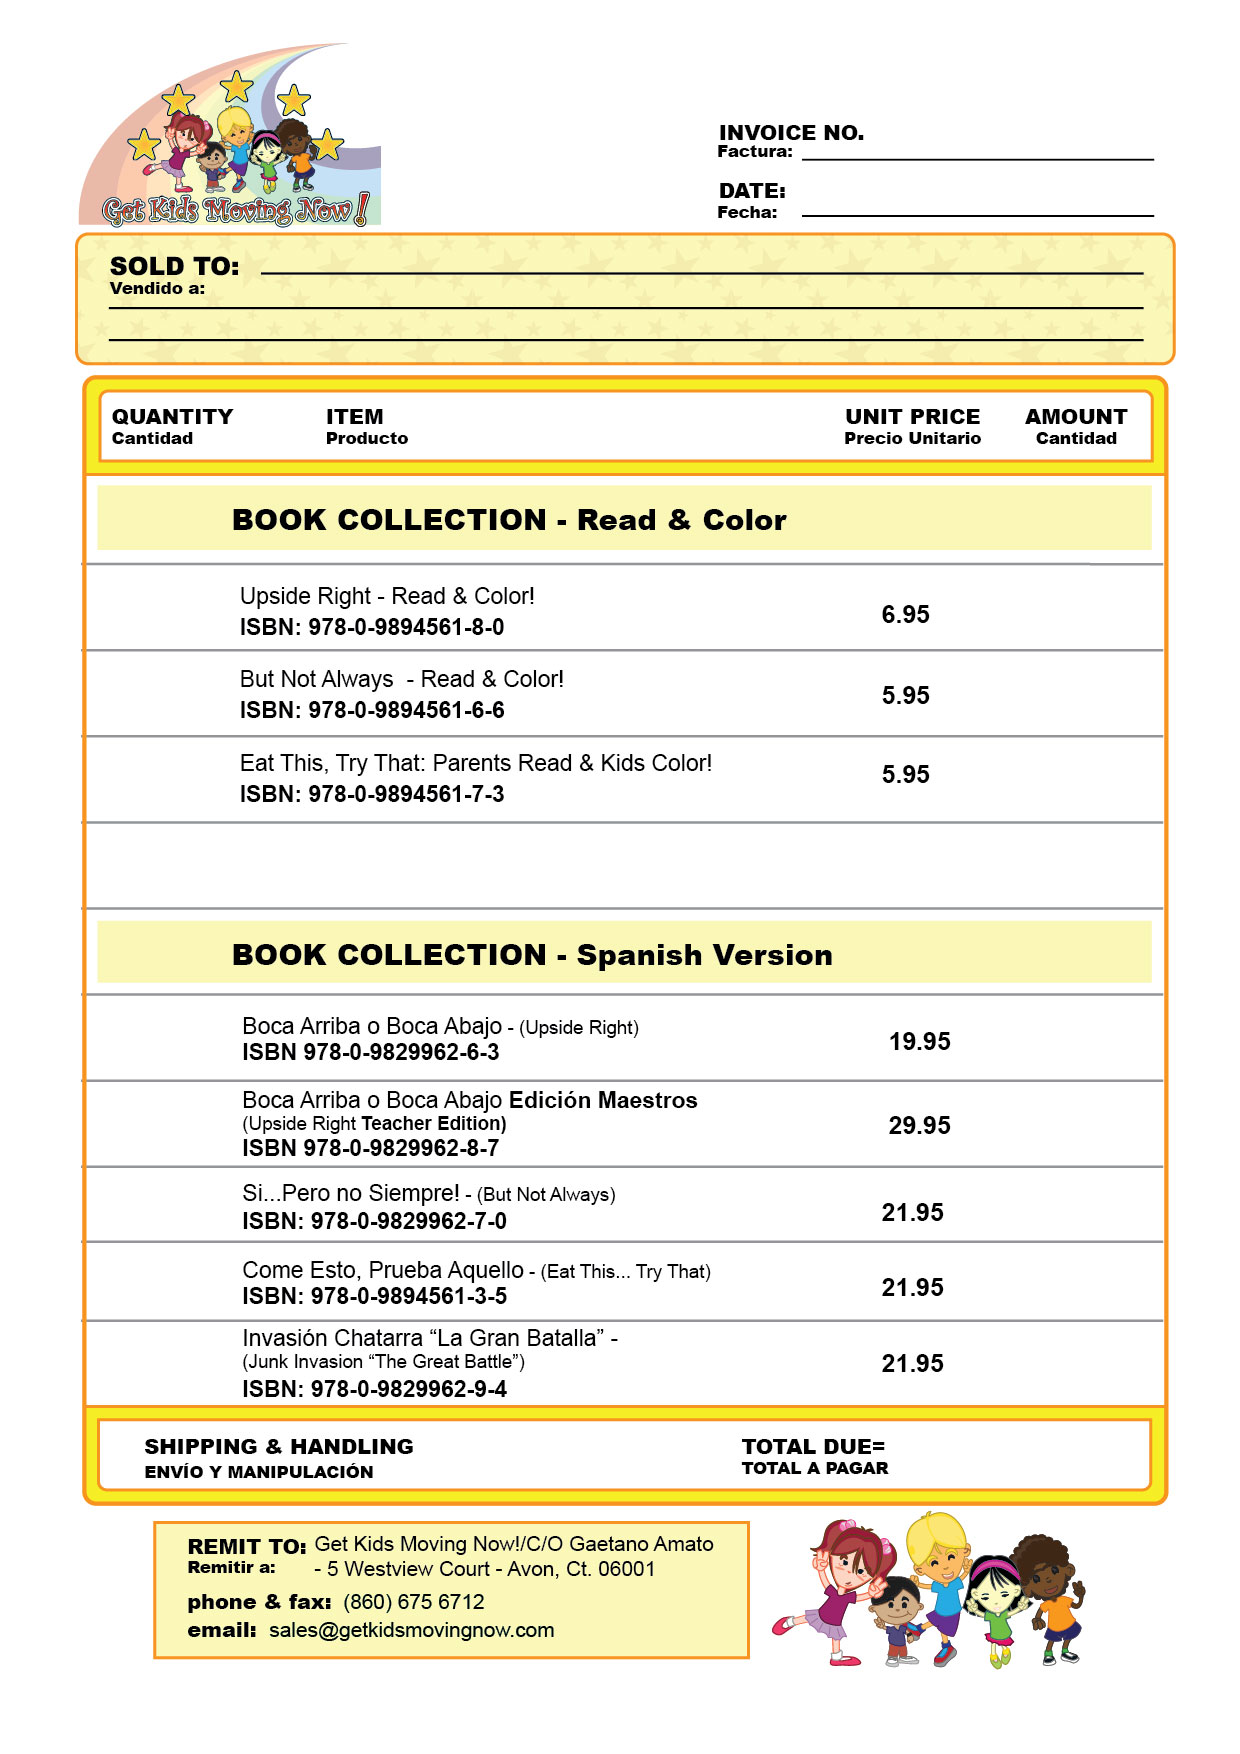 Get Kids Moving Now!
INVOICE NO.
Factura:
DATE:
Fecha:
SOLD TO:
Vendido a:
QUANTITY ITEM UNIT PRICE AMOUNT
Cantidad Producto Precio Unitario Cantidad
BOOK COLLECTION - Read & Color
Upside Right - Read & Color!
ISBN: 978-0-9894561-8-0
6.95
But Not Always - Read & Color!
ISBN: 978-0-9894561-6-6
5.95
Eat This, Try That: Parents Read & Kids Color!
ISBN: 978-0-9894561-7-3
5.95
BOOK COLLECTION - Spanish Version
Boca Arriba o Boca Abajo - (Upside Right)
ISBN 978-0-9829962-6-3
19.95
Boca Arriba o Boca Abajo Edición Maestros
(Upside Right Teacher Edition)
ISBN 978-0-9829962-8-7
29.95
Si...Pero no Siempre! - (But Not Always)
ISBN: 978-0-9829962-7-0
21.95
Come Esto, Prueba Aquello - (Eat This... Try That)
ISBN: 978-0-9894561-3-5
21.95
Invasión Chatarra “La Gran Batalla” -
(Junk Invasion “The Great Battle”)
ISBN: 978-0-9829962-9-4
21.95
SHIPPING & HANDLING TOTAL DUE=
ENVÍO Y MANIPULACIÓN TOTAL A PAGAR
REMIT TO: Get Kids Moving Now!/C/O Gaetano Amato
Remitir a: - 5 Westview Court - Avon, Ct. 06001
phone & fax: (860) 675 6712
email: sales@getkidsmovingnow.com